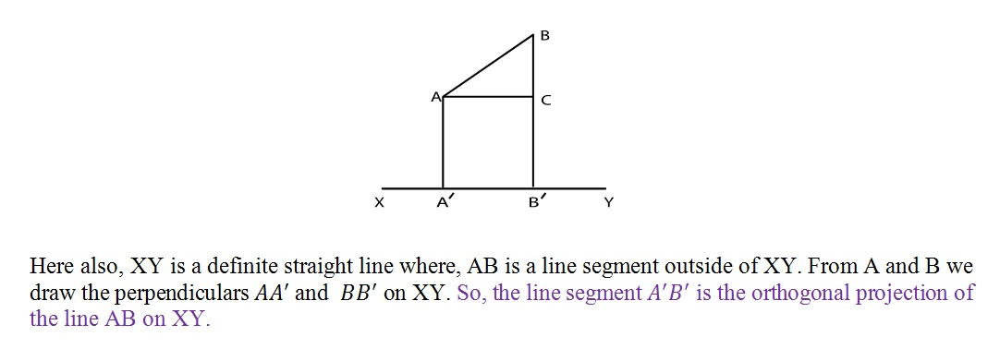 B
A
C
X A′ B′ Y
Here also, XY is a definite straight line where, AB is a line segment outside of XY. From A and B we
draw the perpendiculars AA′ and BB′ on XY. So, the line segment A′B′ is the orthogonal projection of
the line AB on XY.